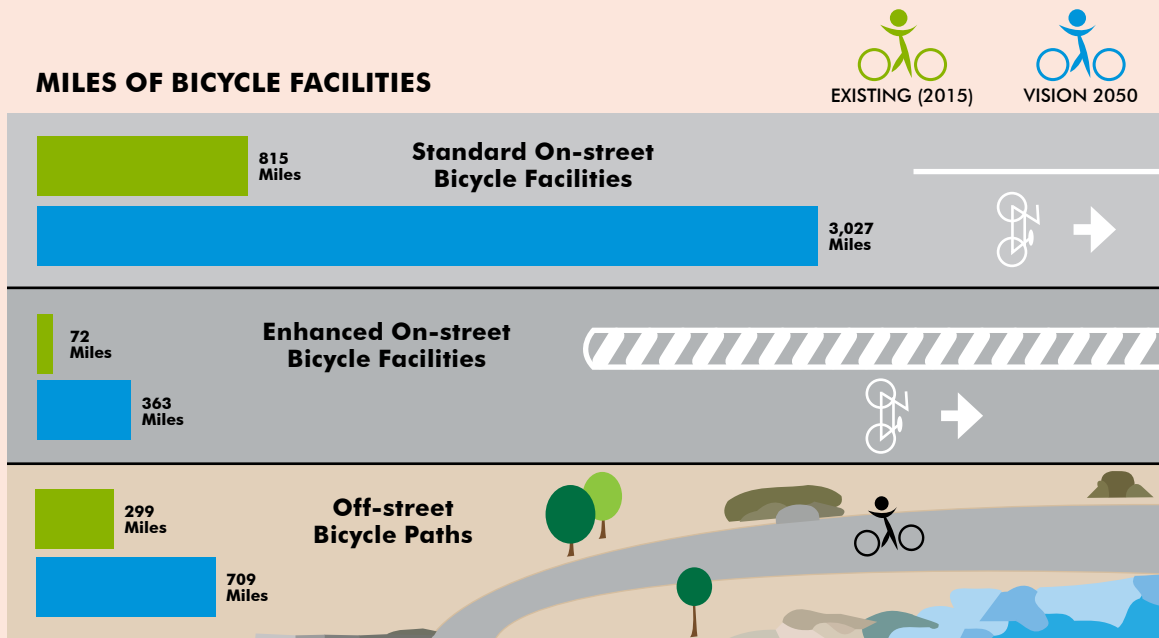 MILES OF BICYCLE FACILITIES
EXISTING (2015)
VISION 2050
815
Miles
Standard On-street
Bicycle Facilities
3,027
Miles
72
Miles
Enhanced On-street
Bicycle Facilities
363
Miles
299
Miles
Off-street
Bicycle Paths
709
Miles